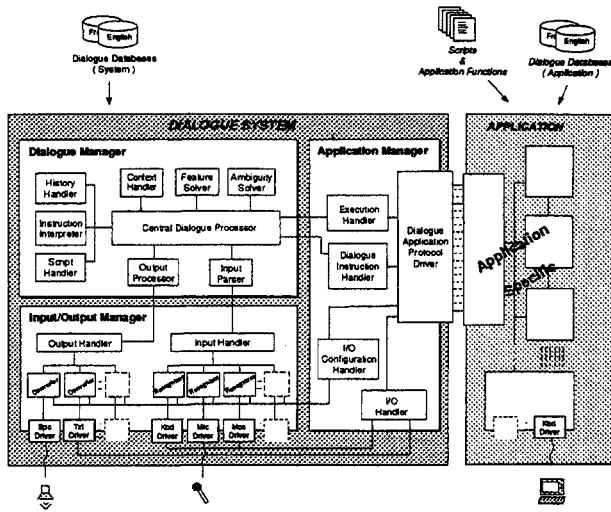 English
Dialogue Databases
( System )
Scripts
&
Application Functions
English
Dialogue Databases
( Application )
DIALOGUE SYSTEM
APPLICATION
Dialogue Manager
History
Handler
Context
Handler
Feature
Solver
Ambiguity
Solver
Instruction
Interpreter
Central Dialogue Processor
Script
Handler
Output
Processor
Input
Parser
Application Manager
Execution
Handler
Dialogue
Instruction
Handler
Dialogue
Application
Protocol
Driver
Application
Specific
Input/Output Manager
Output Handler
Input Handler
I/O
Configuration
Handler
I/O
Handler
Driver
Txt
Driver
Kbd
Driver
Mic
Driver
Driver
Kbd
Driver